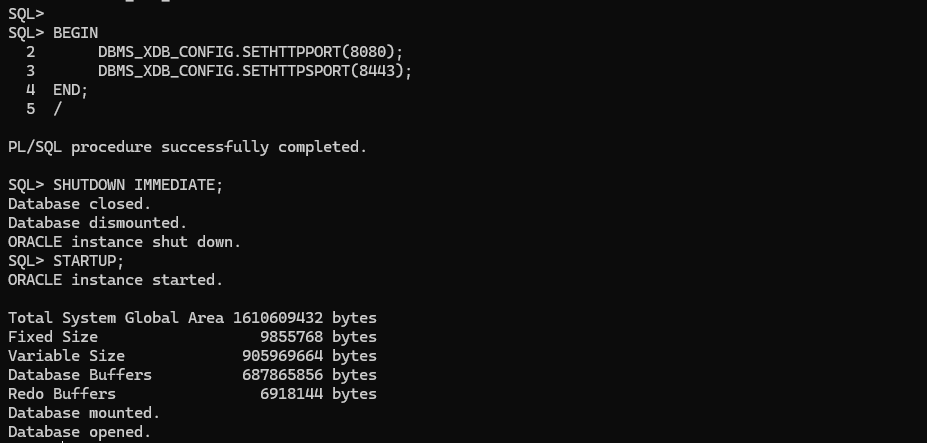 SQL>
SQL> BEGIN
  2       DBMS_XDB_CONFIG.SETHTTPPORT(8080);
  3       DBMS_XDB_CONFIG.SETHTTPSPORT(8443);
  4  END;
  5  /
PL/SQL procedure successfully completed.
SQL> SHUTDOWN IMMEDIATE;
Database closed.
Database dismounted.
ORACLE instance shut down.
SQL> STARTUP;
ORACLE instance started.
Total System Global Area 1610609432 bytes
Fixed Size                  9855768 bytes
Variable Size             905969664 bytes
Database Buffers          687865856 bytes
Redo Buffers                6918144 bytes
Database mounted.
Database opened.